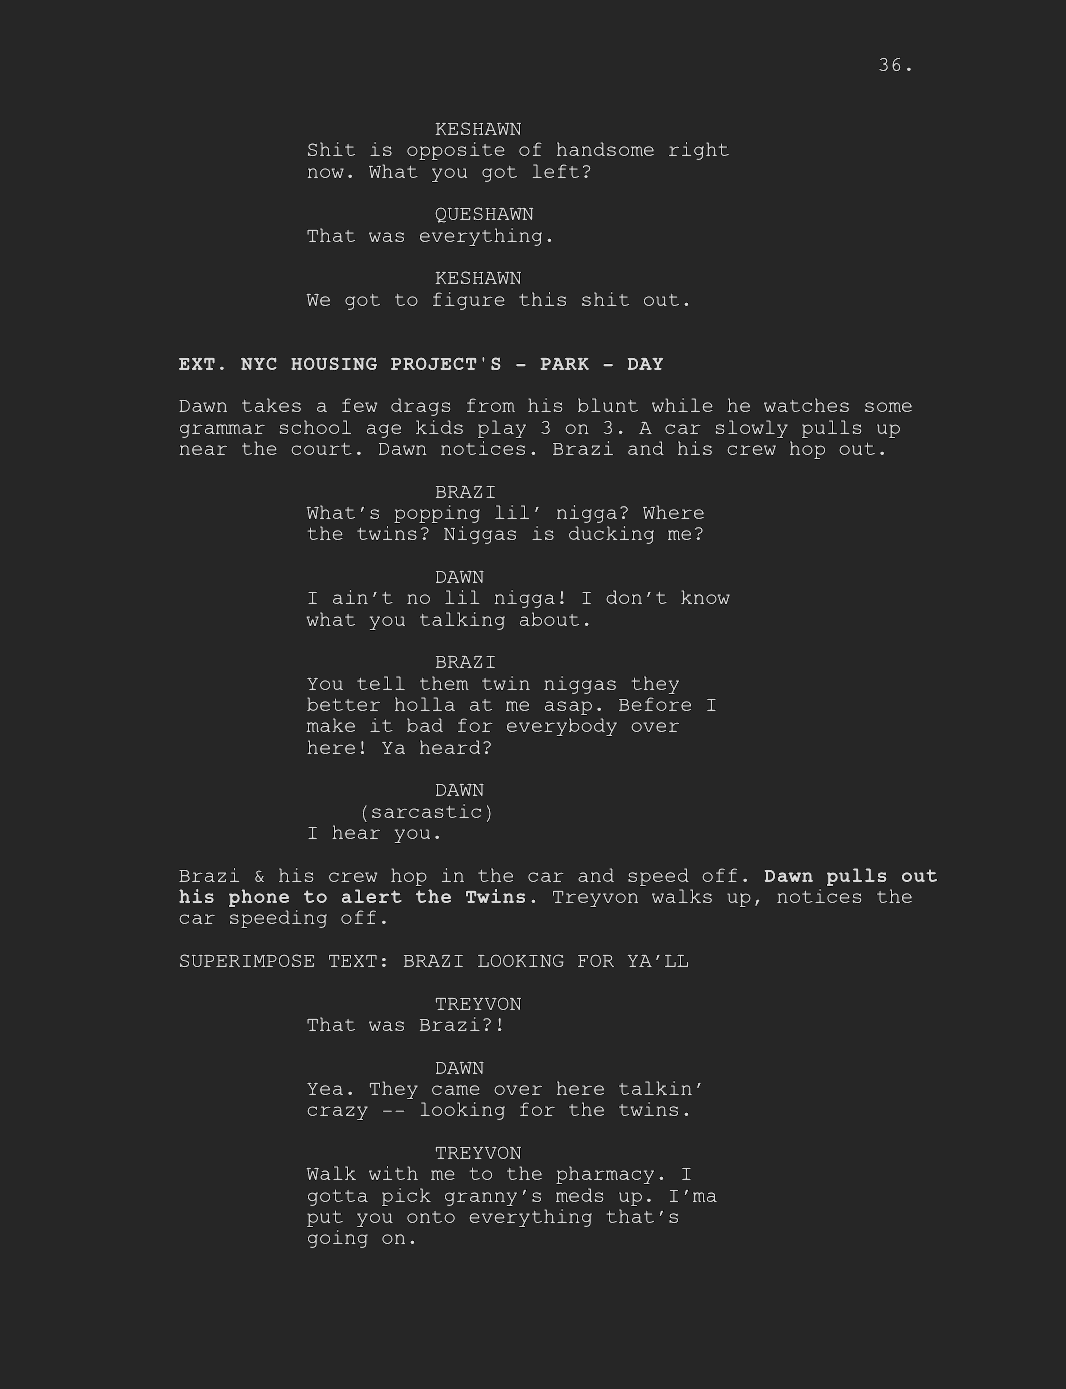 36.
KESHAWN
Shit is opposite of handsome right
now. What you got left?
QUESHAWN
That was everything.
KESHAWN
We got to figure this shit out.
EXT. NYC HOUSING PROJECT'S - PARK - DAY
Dawn takes a few drags from his blunt while he watches some
grammar school age kids play 3 on 3. A car slowly pulls up
near the court. Dawn notices. Brazi and his crew hop out.
BRAZI
What’s popping lil’ nigga? Where
the twins? Niggas is ducking me?
DAWN
I ain’t no lil nigga! I don’t know
what you talking about.
BRAZI
You tell them twin niggas they
better holla at me asap. Before I
make it bad for everybody over
here! Ya heard?
DAWN
(sarcastic)
I hear you.
Brazi & his crew hop in the car and speed off. Dawn pulls out
his phone to alert the Twins. Treyvon walks up, notices the
car speeding off.
SUPERIMPOSE TEXT: BRAZI LOOKING FOR YA’LL
TREYVON
That was Brazi?!
DAWN
Yea. They came over here talkin’
crazy -- looking for the twins.
TREYVON
Walk with me to the pharmacy. I
gotta pick granny’s meds up. I’ma
put you onto everything that’s
going on.